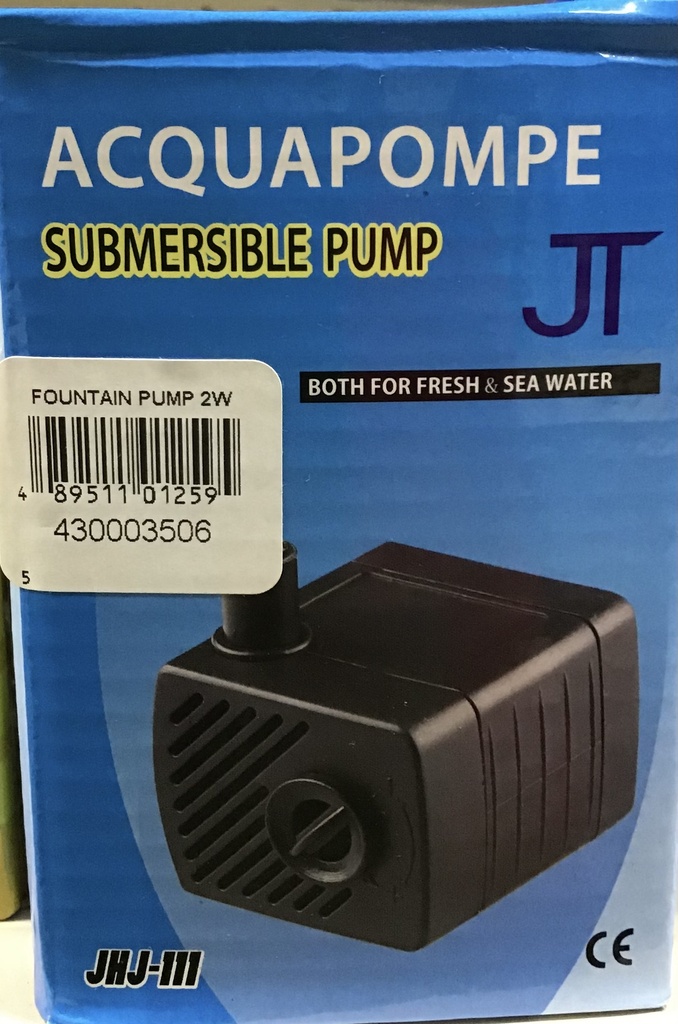 ACQUAPOMPE
SUBMERSIBLE PUMP
JT
BOTH FOR FRESH & SEA WATER
FOUNTAIN PUMP 2W
4 89511 01259
430003506
5
JHJ-111
CE